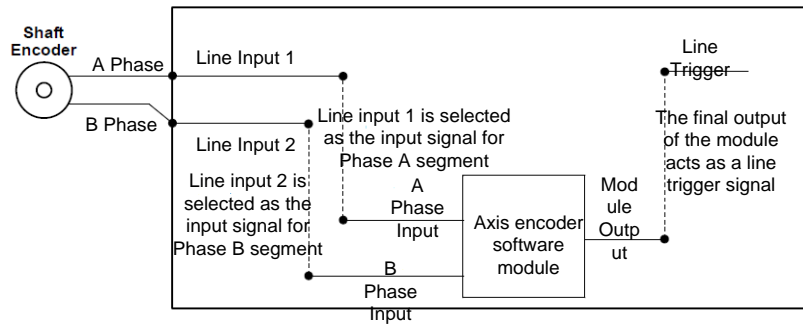 Shaft
Encoder
A Phase
B Phase
Line Input 1
Line Input 2
Line input 1 is selected
as the input signal for
Phase A segment
Line input 2 is
selected as the
input signal for
Phase B segment
A
Phase
Input
B
Phase
Input
Axis encoder
software
module
Mod
ule
Outp
ut
Line
Trigger
The final output
of the module
acts as a line
trigger signal